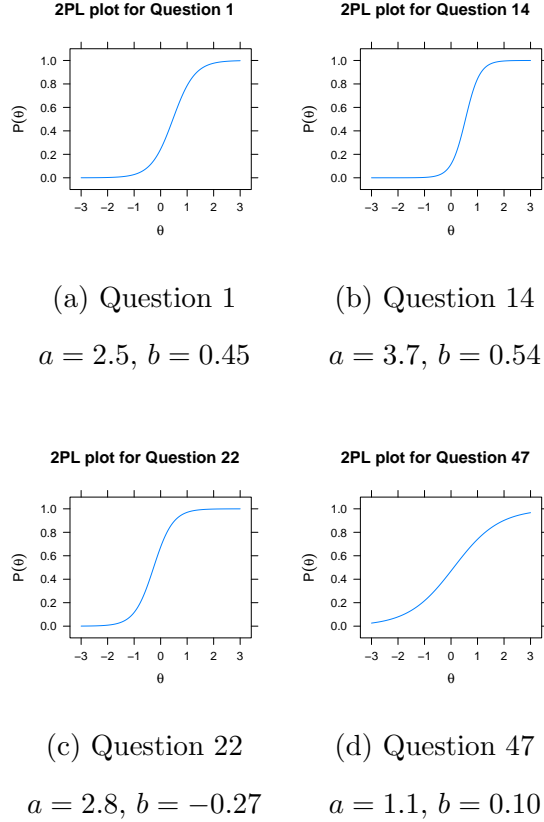 2PL plot for Question 1
P(θ)
1.0
0.8
0.6
0.4
0.2
0.0
−3 −2 −1 0 1 2 3
θ
(a) Question 1
a = 2.5, b = 0.45
2PL plot for Question 14
P(θ)
1.0
0.8
0.6
0.4
0.2
0.0
−3 −2 −1 0 1 2 3
θ
(b) Question 14
a = 3.7, b = 0.54
2PL plot for Question 22
P(θ)
1.0
0.8
0.6
0.4
0.2
0.0
−3 −2 −1 0 1 2 3
θ
(c) Question 22
a = 2.8, b = −0.27
2PL plot for Question 47
P(θ)
1.0
0.8
0.6
0.4
0.2
0.0
−3 −2 −1 0 1 2 3
θ
(d) Question 47
a = 1.1, b = 0.10